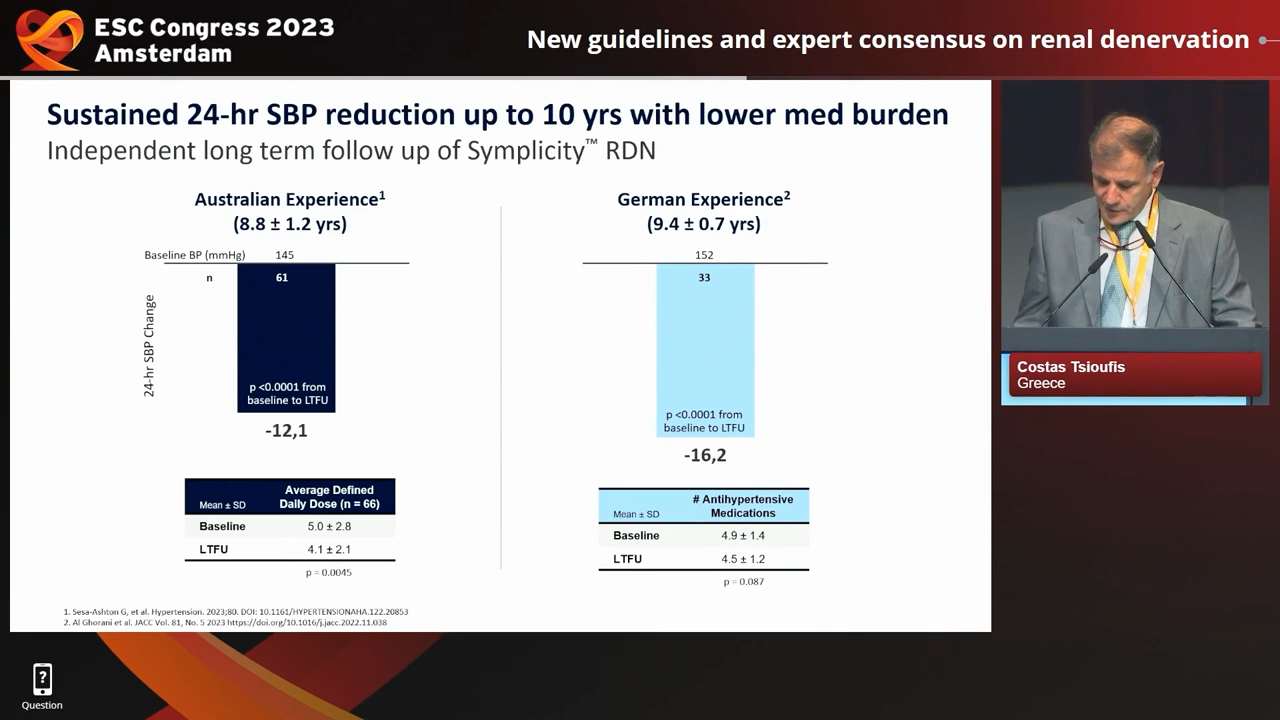 ESC Congress 2023
Amsterdam
New guidelines and expert consensus on renal denervation
Sustained 24-hr SBP reduction up to 10 yrs with lower med burden
Independent long term follow up of Symplicity™ RDN
Australian Experience1
(8.8 ± 1.2 yrs)
Baseline BP (mmHg) 145
n 61
24-hr SBP Change
p <0.0001 from
baseline to LTFU
-12,1
Mean ± SD Average Defined
Daily Dose (n = 66)
Baseline 5.0 ± 2.8
LTFU 4.1 ± 2.1
p = 0.0045
German Experience2
(9.4 ± 0.7 yrs)
152
33
p <0.0001 from
baseline to LTFU
-16,2
Mean ± SD # Antihypertensive
Medications
Baseline 4.9 ± 1.4
LTFU 4.5 ± 1.2
p = 0.087
1. Sesa-Ashton G, et al. Hypertension. 2023;80. DOI: 10.1161/HYPERTENSIONAHA.122.20853
2. Al Ghorani et al. JACC Vol. 81, No. 5 2023 https://doi.org/10.1016/j.jacc.2022.11.038
Costas Tsioufis
Greece
?
Question